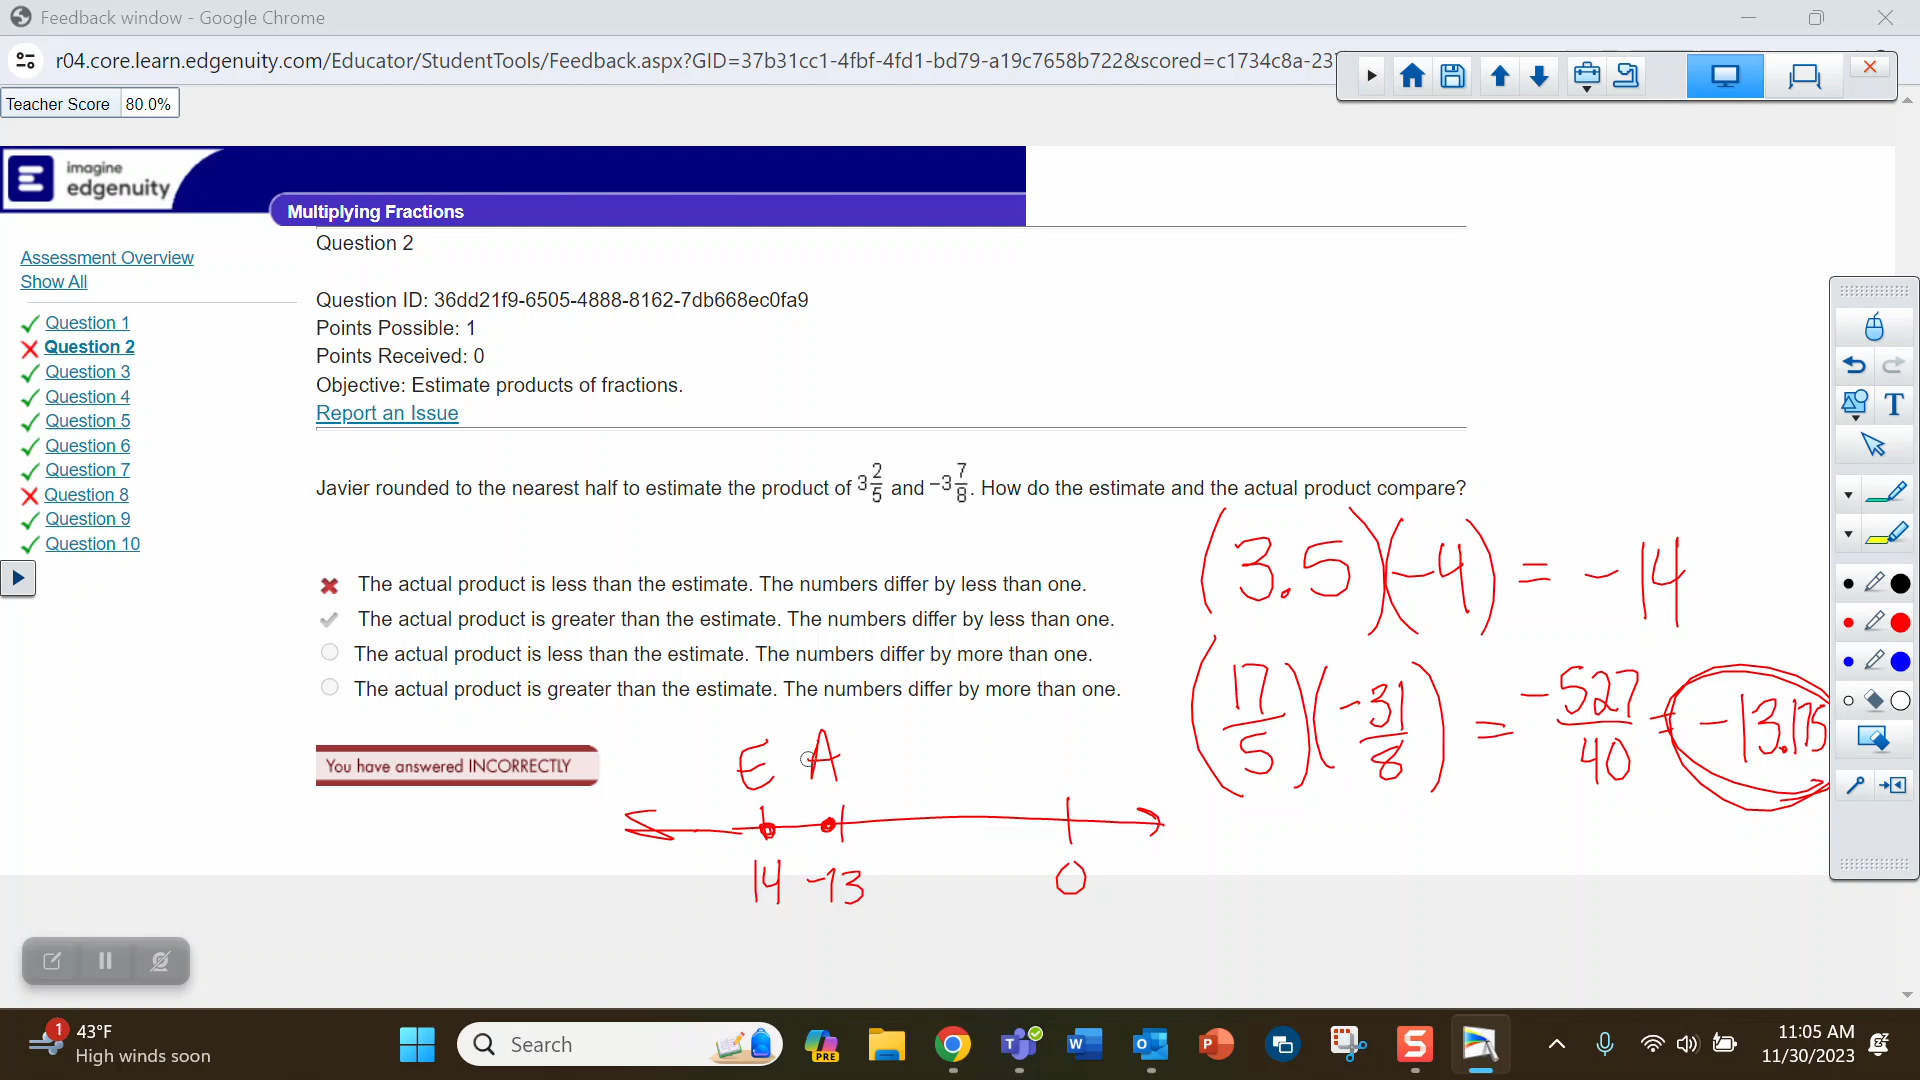 Feedback window - Google Chrome
r04.core.learn.edgenuity.com/Educator/StudentTools/Feedback.aspx?GID=37b31cc1-4fbf-4fd1-bd79-a19c7658b722&scored=c1734c8a-23
Teacher Score 80.0%
imagine
edgenuity
Multiplying Fractions
Question 2
Assessment Overview
Show All
Question 1
Question 2
Question 3
Question 4
Question 5
Question 6
Question 7
Question 8
Question 9
Question 10
Question ID: 36dd21f9-6505-4888-8162-7db668ec0fa9
Points Possible: 1
Points Received: 0
Objective: Estimate products of fractions.
Report an Issue
Javier rounded to the nearest half to estimate the product of 3 2/5 and -3 7/8. How do the estimate and the actual product compare?
(3.5)(-4) = -14
The actual product is less than the estimate. The numbers differ by less than one.
The actual product is greater than the estimate. The numbers differ by less than one.
The actual product is less than the estimate. The numbers differ by more than one.
The actual product is greater than the estimate. The numbers differ by more than one.
(17/5)(-31/8) = -527/40 = -13.175
You have answered INCORRECTLY
E A
14 -13 0
T
43°F
High winds soon
1
Search
PRE
11:05 AM
11/30/2023